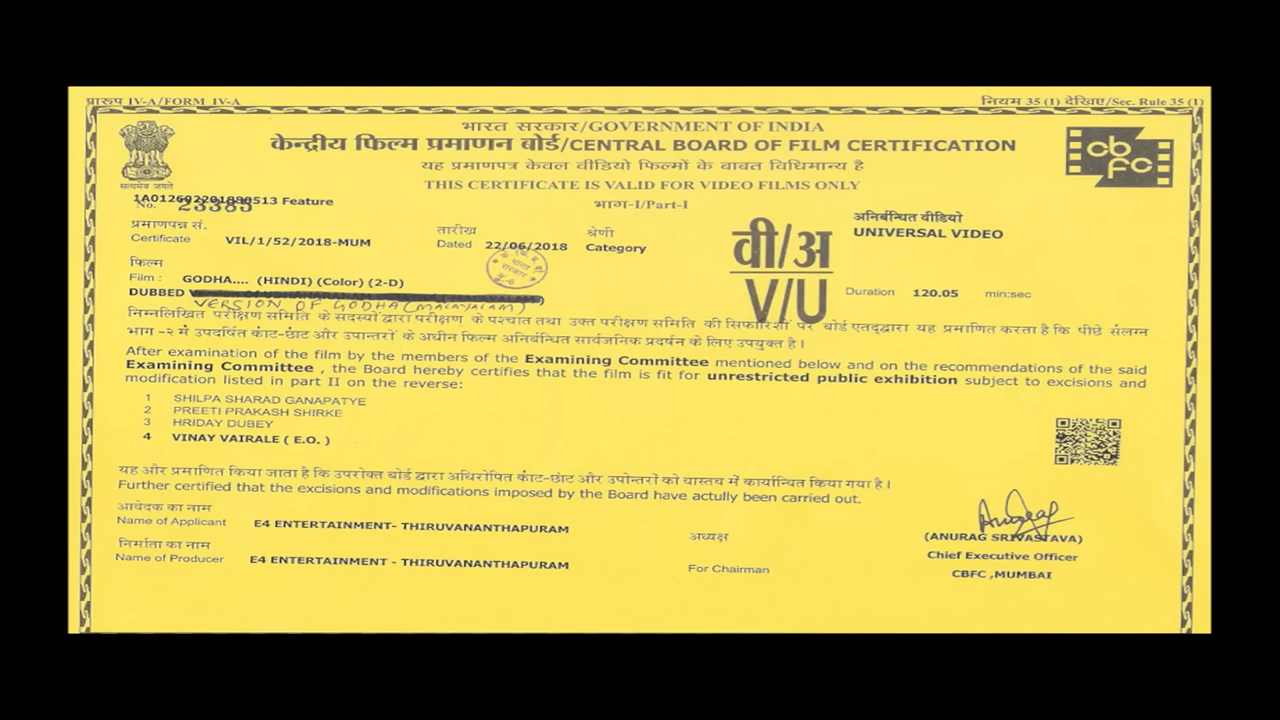 प्रारूप IV-A/FORM IV-A
नियम 35 (1) देखिए/Sec. Rule 35 (1)
भारत सरकार/GOVERNMENT OF INDIA
केन्द्रीय फिल्म प्रमाणन बोर्ड/CENTRAL BOARD OF FILM CERTIFICATION
cb
fc
यह प्रमाणपत्र केवल वीडियो फिल्मों के बाबत विधिमान्य है
सत्यमेव जयते
THIS CERTIFICATE IS VALID FOR VIDEO FILMS ONLY
Feature
No. 23385
भाग-I/Part-I
प्रमाणपत्र सं.
तारीख
श्रेणी
वी/अ
अनिर्बन्धित वीडियो
Certificate VIL/1/52/2018-MUM
Dated 22/06/2018
Category
UNIVERSAL VIDEO
फिल्म
Film : GODHA.... (HINDI) (Color) (2-D)
V/U
Duration 120.05 min:sec
DUBBED
VERSION OF GODHA (MALAYALAM)
निम्नलिखित परीक्षण समिति के सदस्यों द्वारा परीक्षण के पश्चात तथा उक्त परीक्षण समिति की सिफारिशों पर बोर्ड एतद्द्वारा यह प्रमाणित करता है कि पीछे संलग्न
भाग -२ में उपदर्षित कांट-छांट और उपान्तरों के अधीन फिल्म अनिर्बन्धित सार्वजनिक प्रदर्षन के लिए उपयुक्त है।
After examination of the film by the members of the Examining Committee mentioned below and on the recommendations of the said
Examining Committee , the Board hereby certifies that the film is fit for unrestricted public exhibition subject to excisions and
modification listed in part II on the reverse:
1 SHILPA SHARAD GANAPATYE
2 PREETI PRAKASH SHIRKE
3 HRIDAY DUBEY
4 VINAY VAIRALE ( E.O. )
यह और प्रमाणित किया जाता है कि उपरोक्त बोर्ड द्वारा अधिरोपित कांट-छांट और उपोन्तरों को वास्तव में कार्यान्वित किया गया है।
Further certified that the excisions and modifications imposed by the Board have actully been carried out.
आवेदक का नाम
Name of Applicant E4 ENTERTAINMENT- THIRUVANANTHAPURAM
अध्यक्ष
(ANURAG SRIVASTAVA)
निर्माता का नाम
Name of Producer E4 ENTERTAINMENT - THIRUVANANTHAPURAM
For Chairman
Chief Executive Officer
CBFC ,MUMBAI